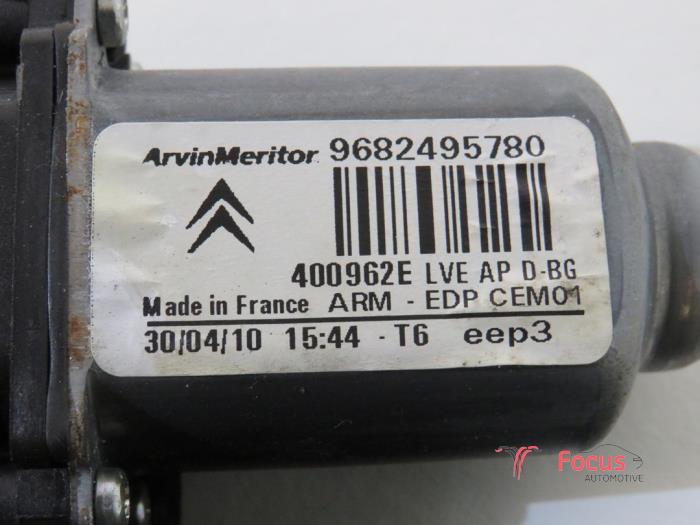 ArvinMeritor 9682495780
400962E LVE AP D-BG
Made in France ARM - EDP CEM01
30/04/10 15:44 - T6 eep3
Focus
AUTOMOTIVE